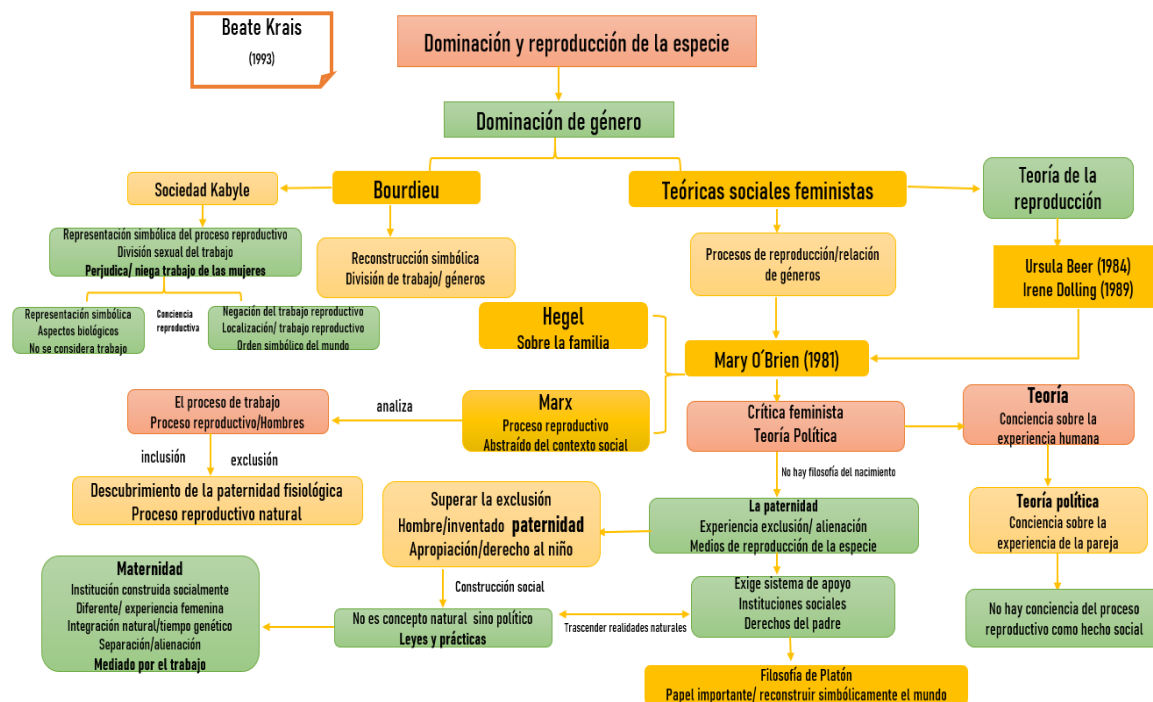 Beate Krais
(1993)
Dominación y reproducción de la especie
Dominación de género
Sociedad Kabyle
Bourdieu
Teóricas sociales feministas
Teoría de la
reproducción
Representación simbólica del proceso reproductivo
División sexual del trabajo
Perjudica/ niega trabajo de las mujeres
Reconstrucción simbólica
División de trabajo/ géneros
Procesos de reproducción/relación
de géneros
Ursula Beer (1984)
Irene Dolling (1989)
Representación simbólica
Aspectos biológicos
No se considera trabajo
Conciencia
reproductiva
Negación del trabajo reproductivo
Localización/ trabajo reproductivo
Orden simbólico del mundo
Hegel
Sobre la familia
Mary O´Brien (1981)
El proceso de trabajo
Proceso reproductivo/Hombres
analiza
Marx
Proceso reproductivo
Abstraído del contexto social
Crítica feminista
Teoría Política
Teoría
Conciencia sobre la
experiencia humana
inclusión
exclusión
No hay filosofía del nacimiento
Descubrimiento de la paternidad fisiológica
Proceso reproductivo natural
Superar la exclusión
Hombre/inventado paternidad
Apropiación/derecho al niño
La paternidad
Experiencia exclusión/ alienación
Medios de reproducción de la especie
Teoría política
Conciencia sobre la
experiencia de la pareja
Maternidad
Institución construida socialmente
Diferente/ experiencia femenina
Integración natural/tiempo genético
Separación/alienación
Mediado por el trabajo
Construcción social
No es concepto natural sino político
Leyes y prácticas
Trascender realidades naturales
Exige sistema de apoyo
Instituciones sociales
Derechos del padre
No hay conciencia del proceso
reproductivo como hecho social
Filosofía de Platón
Papel importante/ reconstruir simbólicamente el mundo